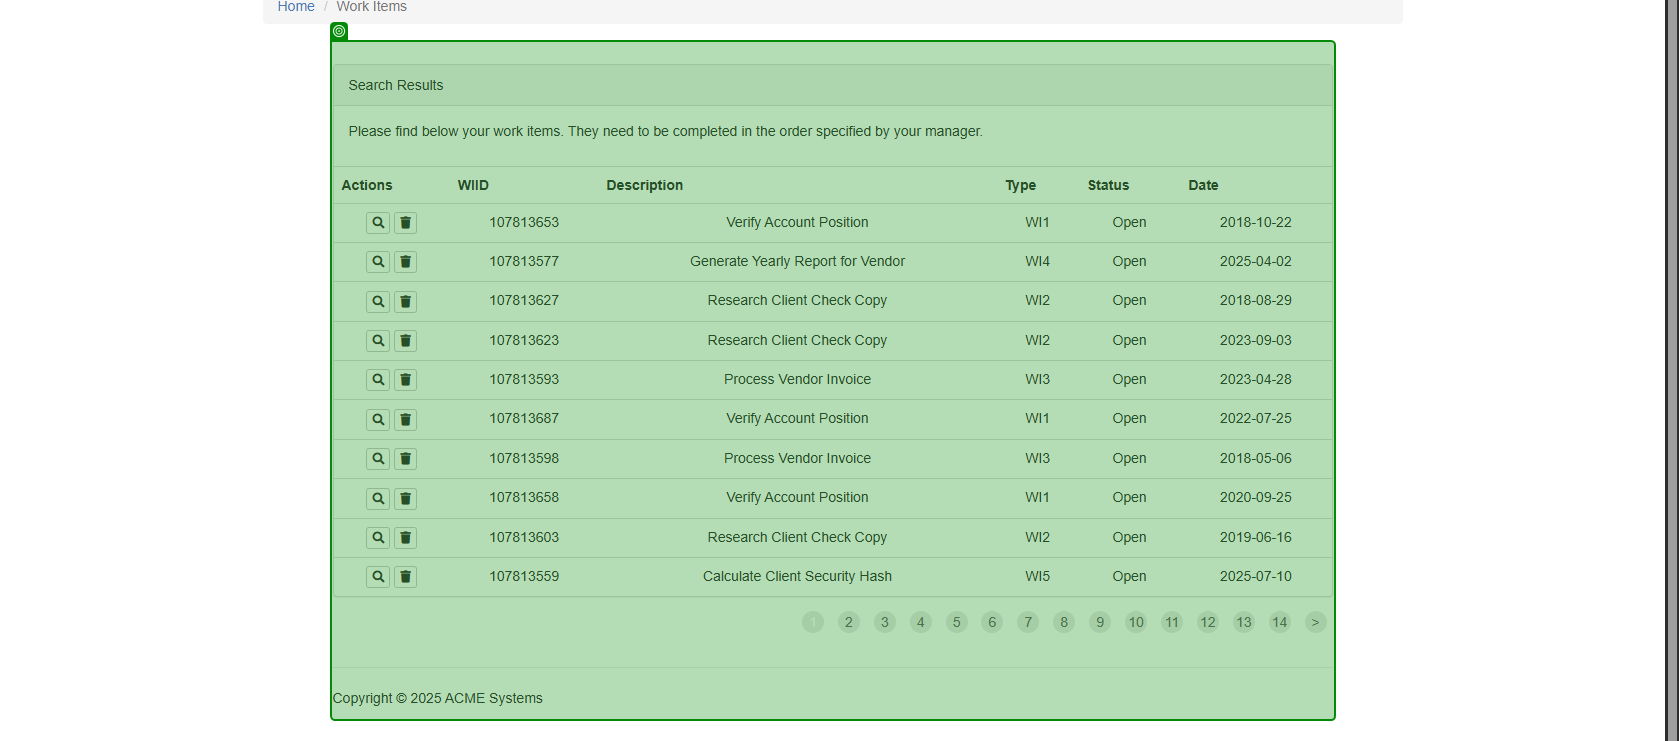 Home / Work Items
Search Results
Please find below your work items. They need to be completed in the order specified by your manager.
Actions WIID Description Type Status Date
107813653 Verify Account Position WI1 Open 2018-10-22
107813577 Generate Yearly Report for Vendor WI4 Open 2025-04-02
107813627 Research Client Check Copy WI2 Open 2018-08-29
107813623 Research Client Check Copy WI2 Open 2023-09-03
107813593 Process Vendor Invoice WI3 Open 2023-04-28
107813687 Verify Account Position WI1 Open 2022-07-25
107813598 Process Vendor Invoice WI3 Open 2018-05-06
107813658 Verify Account Position WI1 Open 2020-09-25
107813603 Research Client Check Copy WI2 Open 2019-06-16
107813559 Calculate Client Security Hash WI5 Open 2025-07-10
1 2 3 4 5 6 7 8 9 10 11 12 13 14 >
Copyright © 2025 ACME Systems